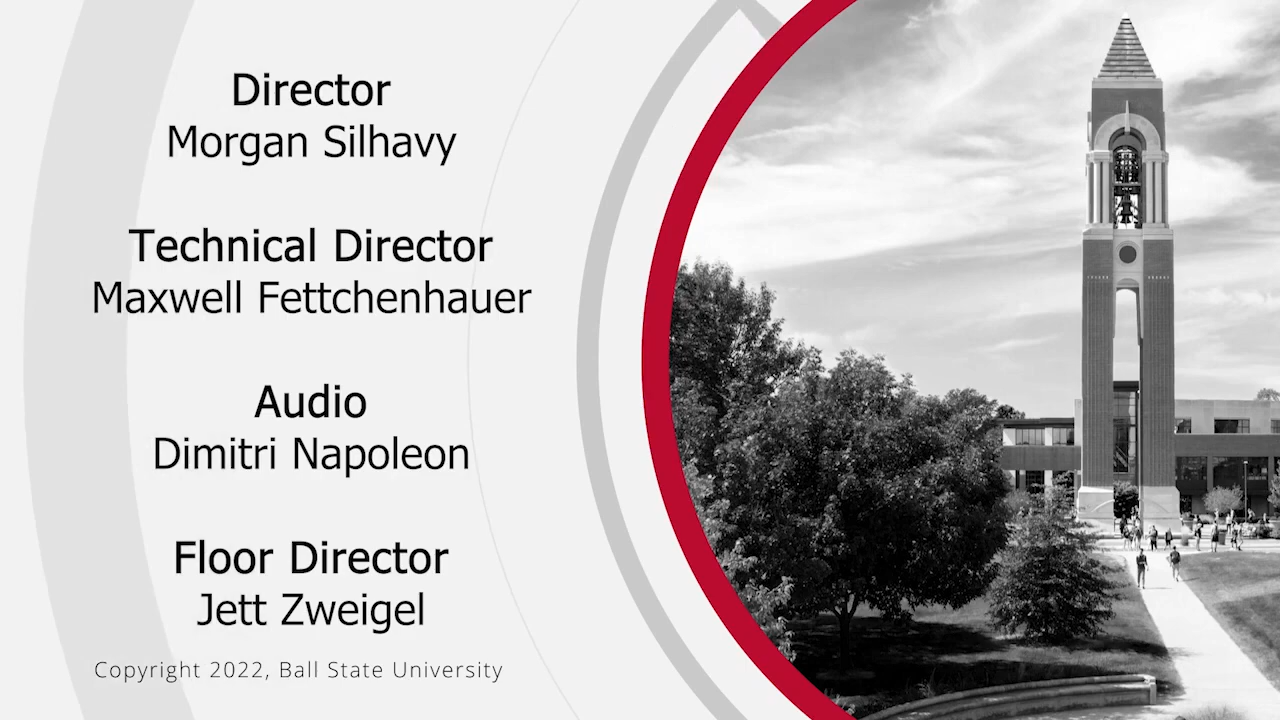 Director
Morgan Silhavy
Technical Director
Maxwell Fettchenhauer
Audio
Dimitri Napoleon
Floor Director
Jett Zweigel
Copyright 2022, Ball State University